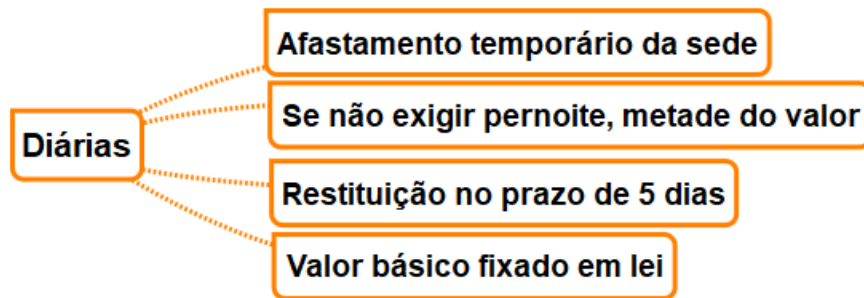 Diárias
Afastamento temporário da sede
Se não exigir pernoite, metade do valor
Restituição no prazo de 5 dias
Valor básico fixado em lei